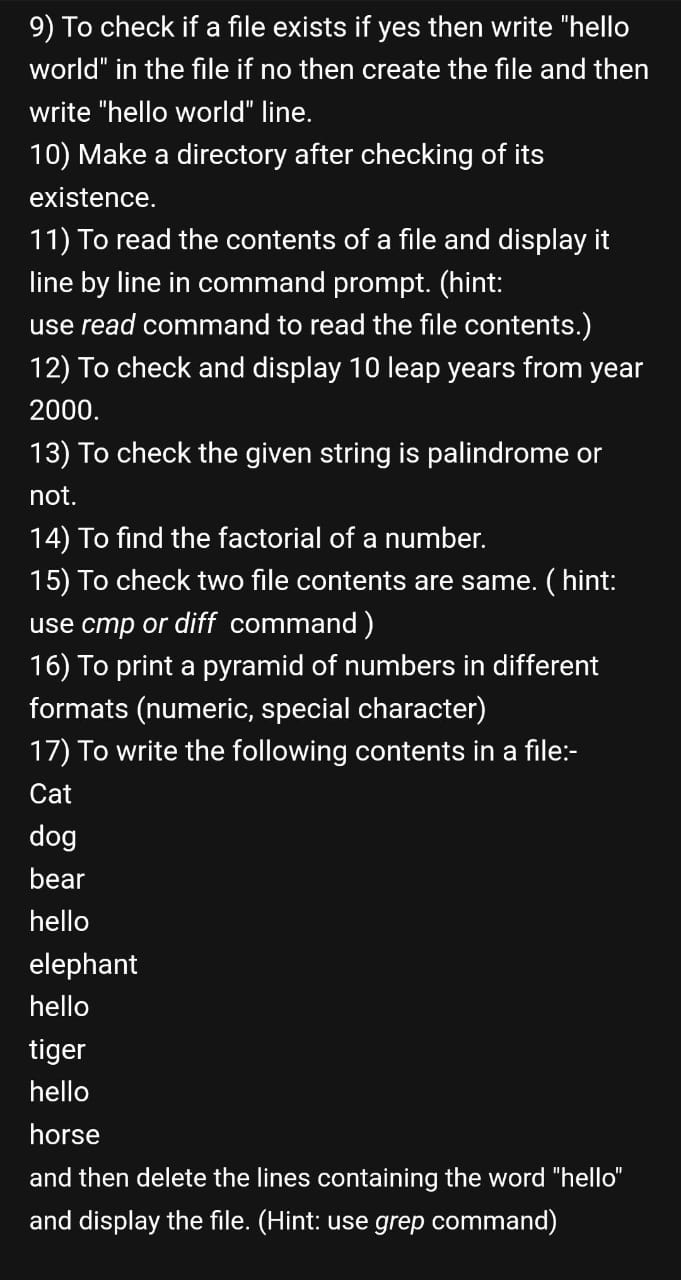 9) To check if a file exists if yes then write "hello
world" in the file if no then create the file and then
write "hello world" line.
10) Make a directory after checking of its
existence.
11) To read the contents of a file and display it
line by line in command prompt. (hint:
use read command to read the file contents.)
12) To check and display 10 leap years from year
2000.
13) To check the given string is palindrome or
not.
14) To find the factorial of a number.
15) To check two file contents are same. ( hint:
use cmp or diff  command )
16) To print a pyramid of numbers in different
formats (numeric, special character)
17) To write the following contents in a file:-
Cat
dog
bear
hello
elephant
hello
tiger
hello
horse
and then delete the lines containing the word "hello"
and display the file. (Hint: use grep command)